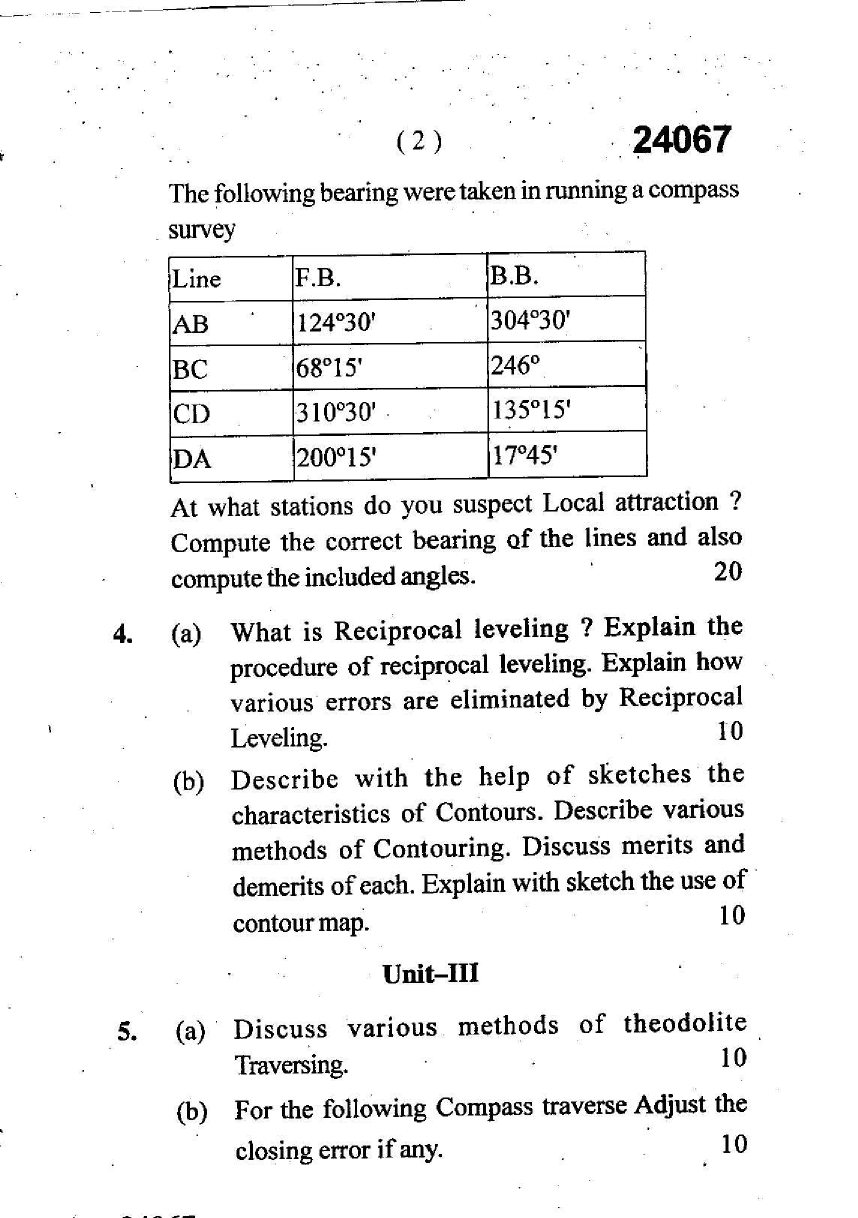 ( 2 ) 24067
The following bearing were taken in running a compass
survey
Line F.B. B.B.
AB 124°30' 304°30'
BC 68°15' 246°
CD 310°30' 135°15'
DA 200°15' 17°45'
At what stations do you suspect Local attraction ?
Compute the correct bearing of the lines and also
compute the included angles. 20
4. (a) What is Reciprocal leveling ? Explain the
procedure of reciprocal leveling. Explain how
various errors are eliminated by Reciprocal
Leveling. 10
(b) Describe with the help of sketches the
characteristics of Contours. Describe various
methods of Contouring. Discuss merits and
demerits of each. Explain with sketch the use of
contour map. 10
Unit–III
5. (a) Discuss various methods of theodolite
Traversing. 10
(b) For the following Compass traverse Adjust the
closing error if any. 10